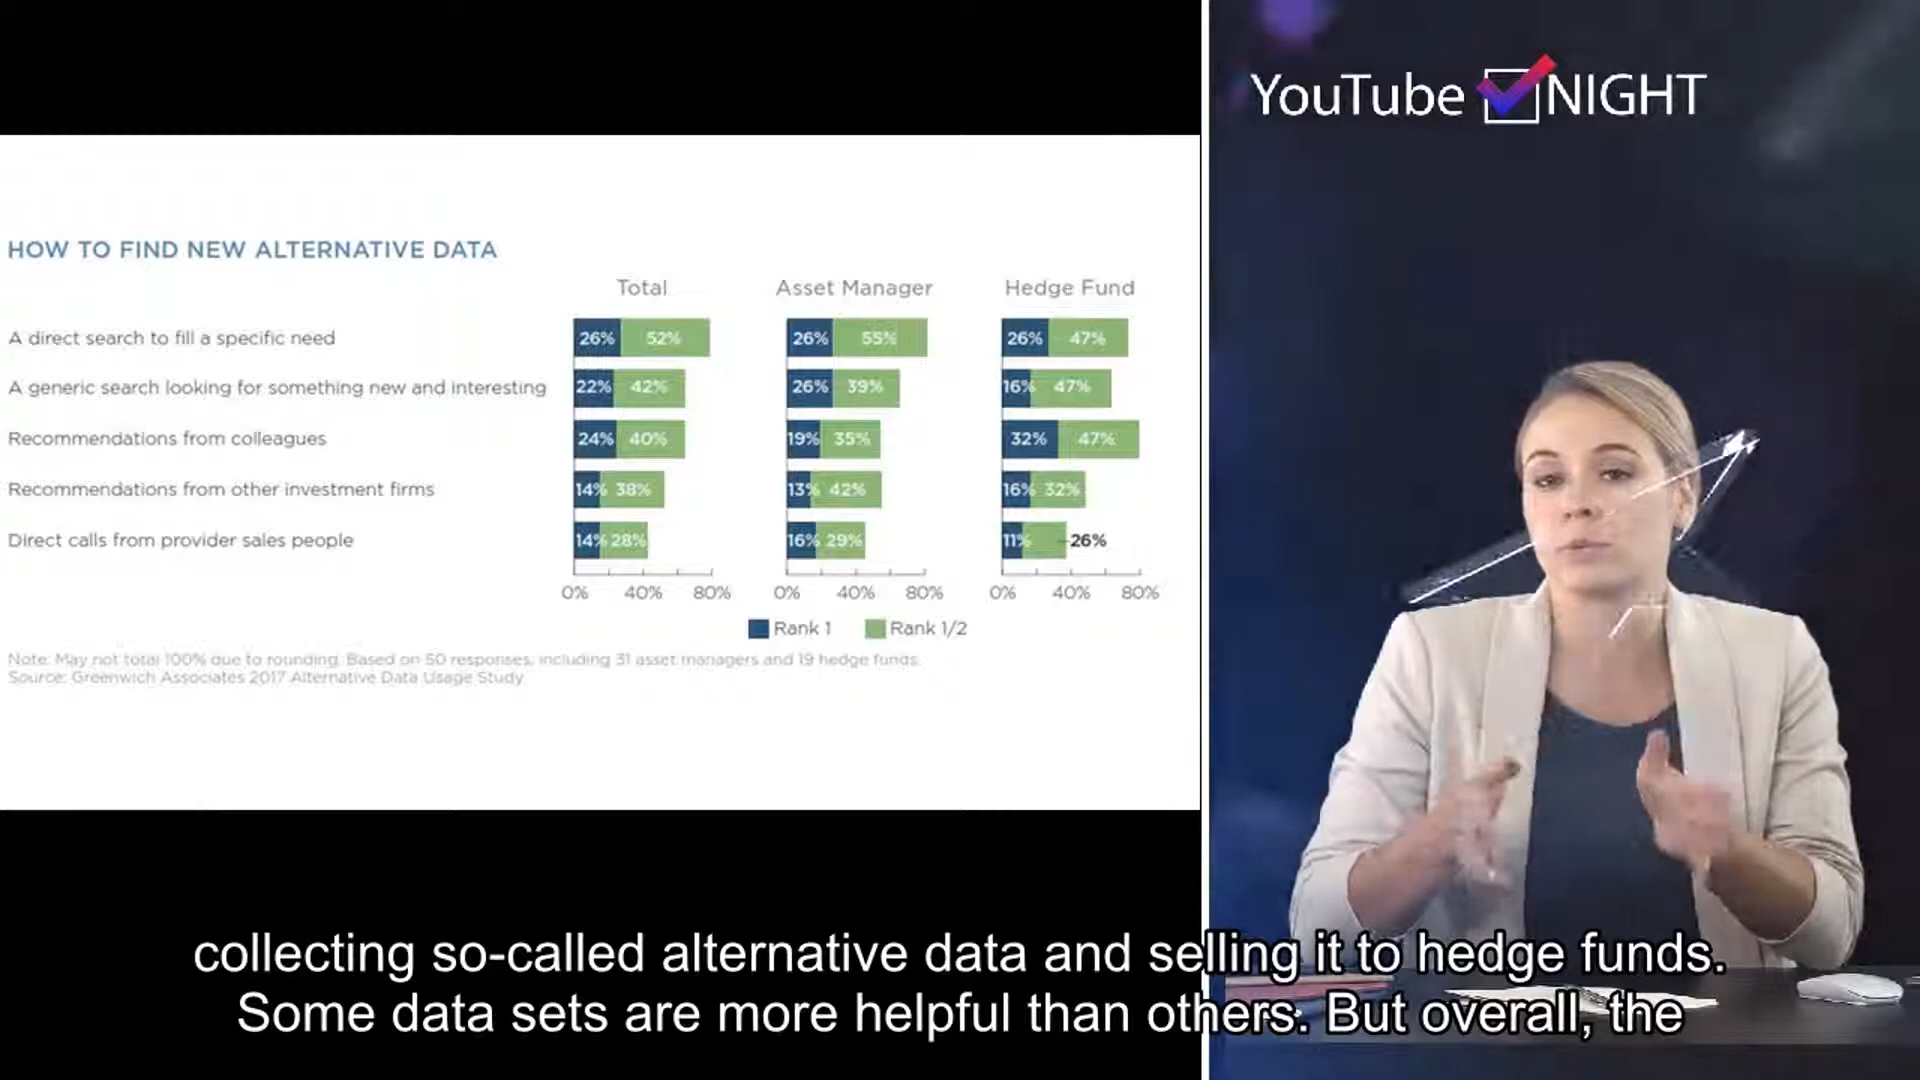 YouTube NIGHT
HOW TO FIND NEW ALTERNATIVE DATA
Total Asset Manager Hedge Fund
A direct search to fill a specific need 26% 52% 26% 55% 26% 47%
A generic search looking for something new and interesting 22% 42% 26% 39% 16% 47%
Recommendations from colleagues 24% 40% 19% 35% 32% 47%
Recommendations from other investment firms 14% 38% 13% 42% 16% 32%
Direct calls from provider sales people 14% 28% 16% 29% 11% 26%
0% 40% 80% 0% 40% 80% 0% 40% 80%
Rank 1 Rank 1/2
Note: May not total 100% due to rounding. Based on 50 responses, including 31 asset managers and 19 hedge funds.
Source: Greenwich Associates 2017 Alternative Data Usage Study
collecting so-called alternative data and selling it to hedge funds.
Some data sets are more helpful than others. But overall, the